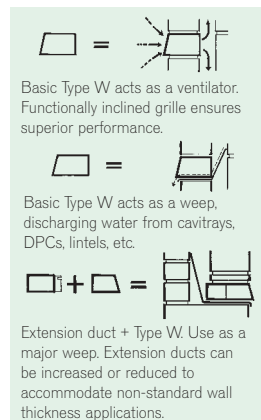 Basic Type W acts as a ventilator.
Functionally inclined grille ensures
superior performance.
Basic Type W acts as a weep,
discharging water from cavitrays,
DPCs, lintels, etc.
Extension duct + Type W. Use as a
major weep. Extension ducts can
be increased or reduced to
accommodate non-standard wall
thickness applications.